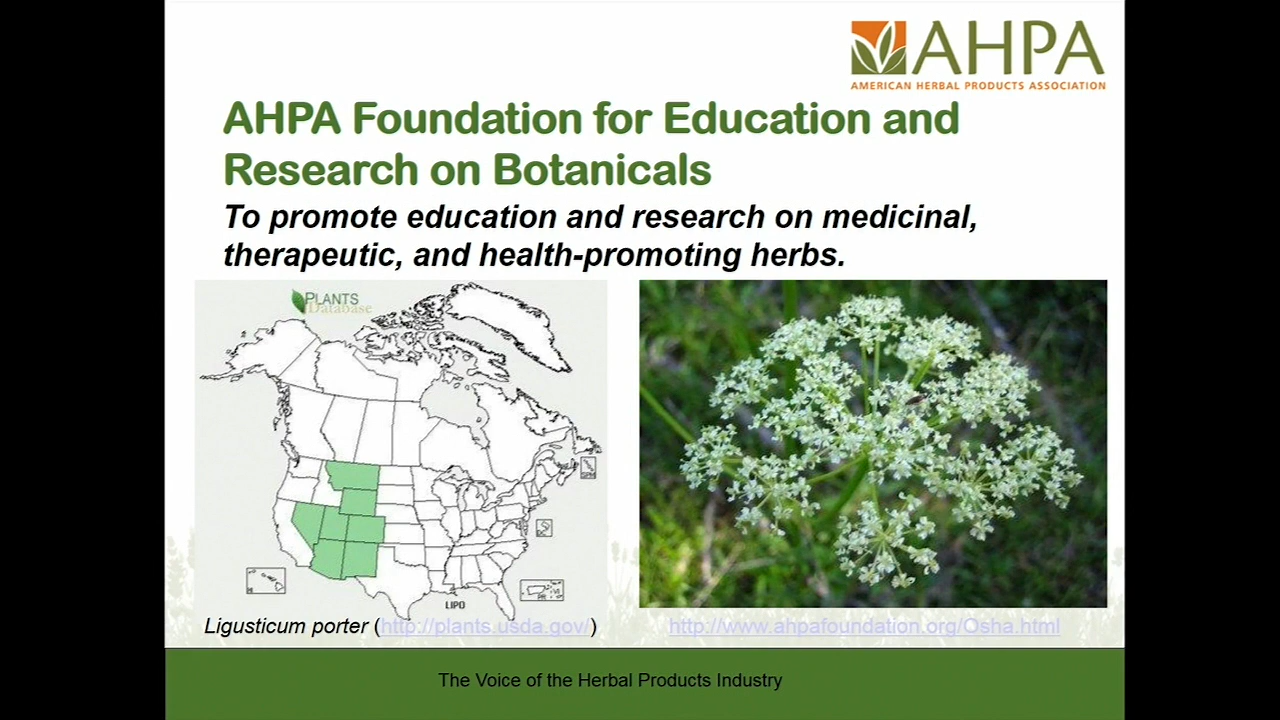 AHPA
AMERICAN HERBAL PRODUCTS ASSOCIATION
AHPA Foundation for Education and
Research on Botanicals
To promote education and research on medicinal,
therapeutic, and health-promoting herbs.
PLANTS
Database
LIPO
Ligusticum porter (http://plants.usda.gov/)
http://www.ahpafoundation.org/Osha.html
The Voice of the Herbal Products Industry